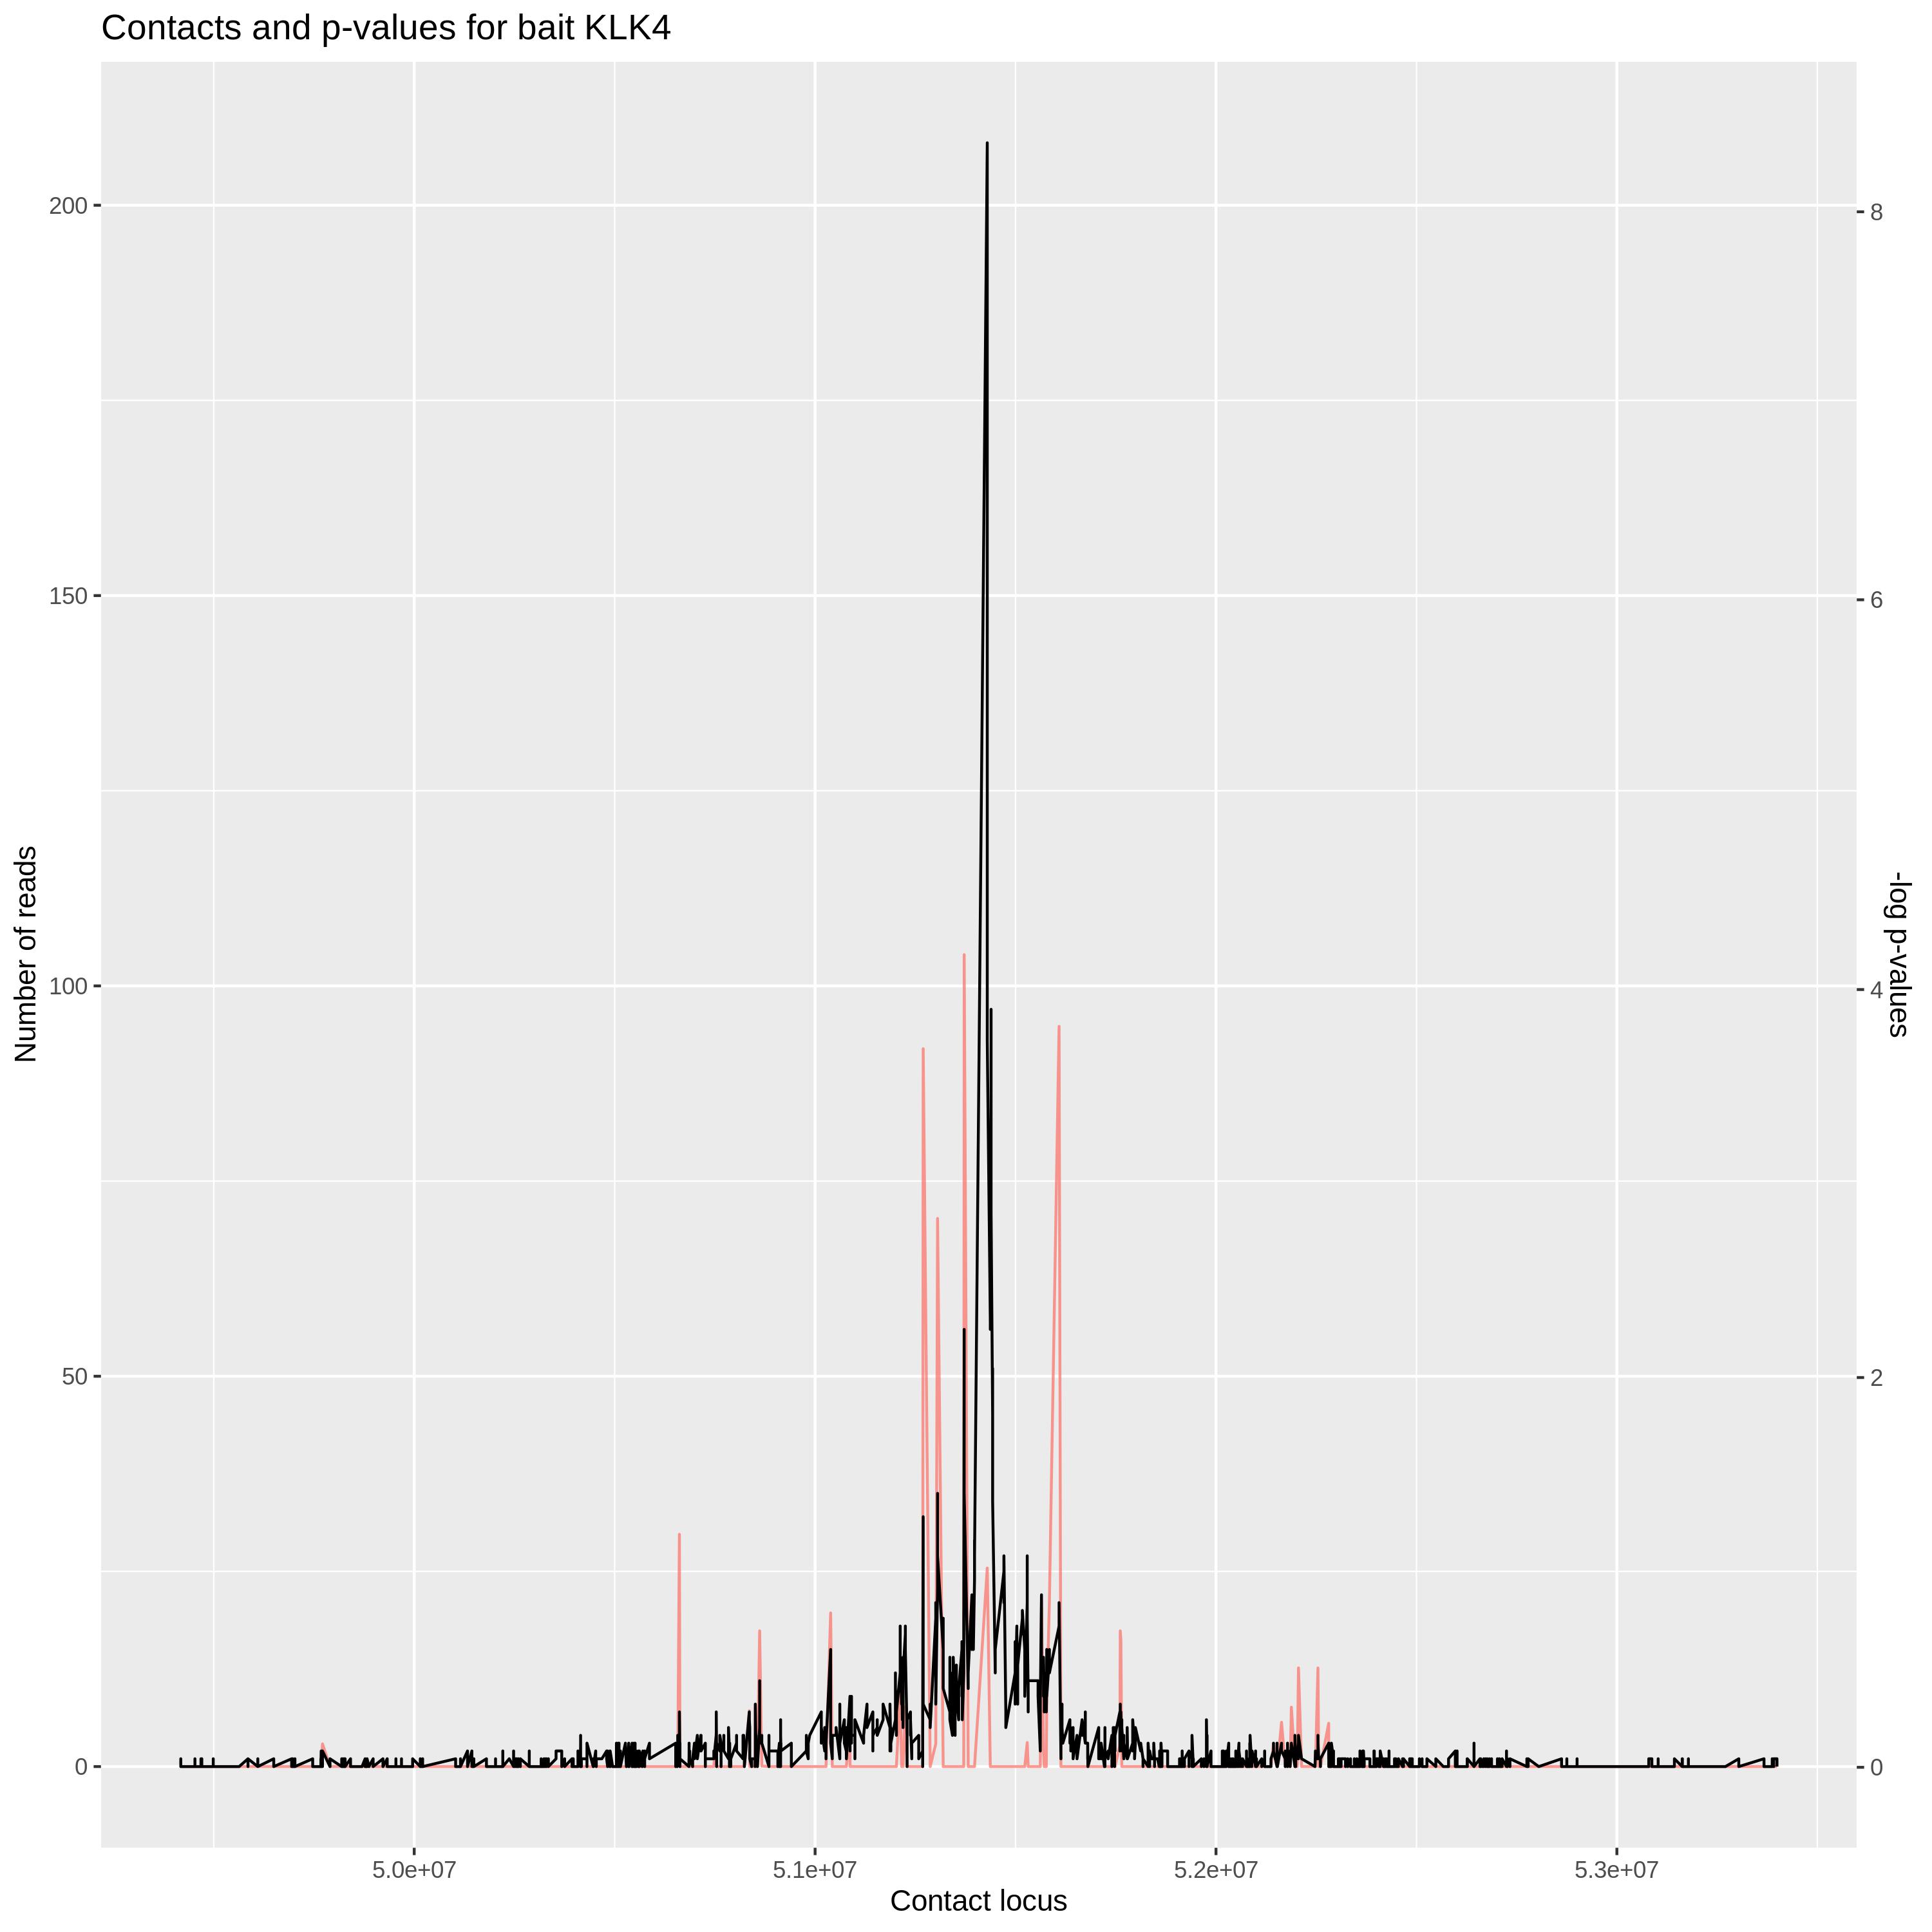 Contacts and p-values for bait KLK4
Number of reads
200
150
100
50
0
8
6
4
2
0
-log p-values
5.0e+07
5.1e+07
5.2e+07
5.3e+07
Contact locus